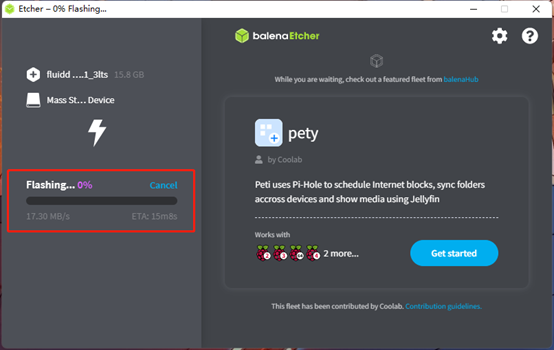 Etcher – 0% Flashing...
balenaEtcher
fluidd ....1_3lts 15.8 GB
Mass St... Device
While you are waiting, check out a featured fleet from balenaHub
pety
by Coolab
Flashing... 0% Cancel
17.30 MB/s ETA: 15m8s
Peti uses Pi-Hole to schedule Internet blocks, sync folders
accross devices and show media using Jellyfin
Works with
2 more...
Get started
This fleet has been contributed by Coolab. Contribution guidelines.